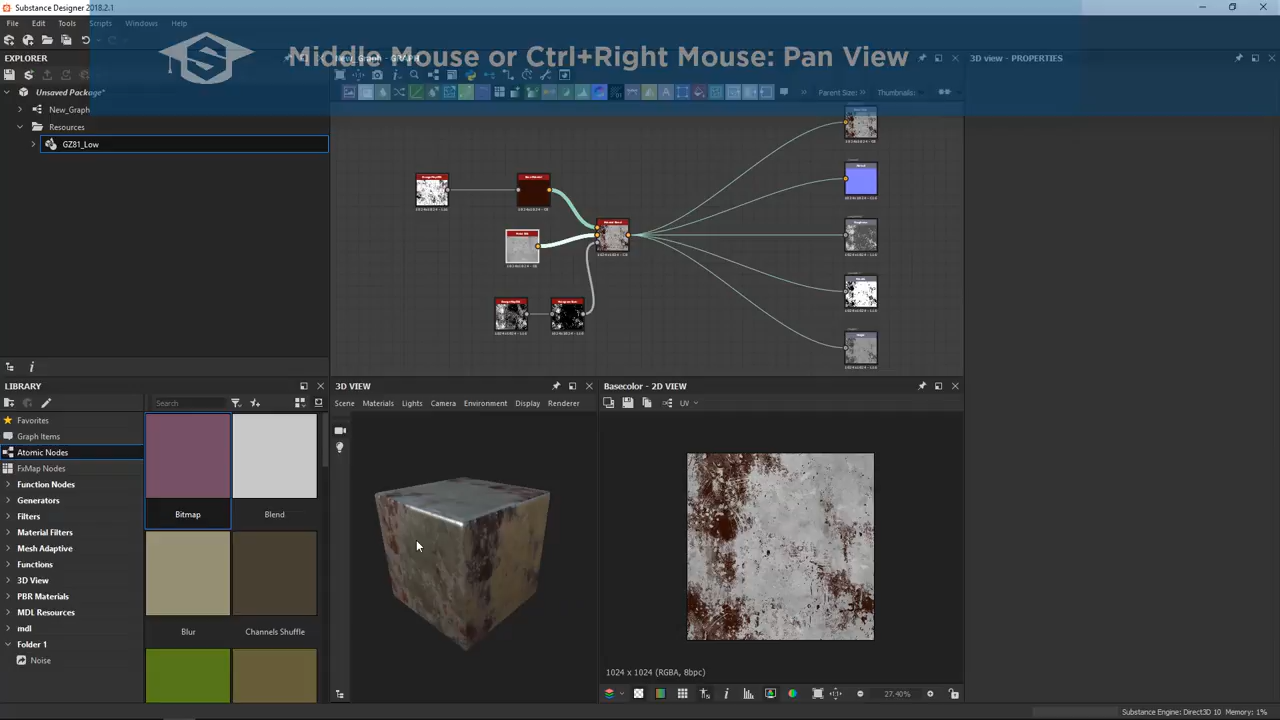 Substance Designer 2018.2.1
File Edit Tools Scripts Windows Help
Middle Mouse or Ctrl+Right Mouse: Pan View
EXPLORER
New_Graph - GRAPH
3D view - PROPERTIES
Unsaved Package*
New_Graph
Resources
GZ81_Low
Parent Size:
Thumbnails:
LIBRARY
Search
Favorites
Graph Items
Atomic Nodes
FxMap Nodes
Function Nodes
Generators
Filters
Material Filters
Mesh Adaptive
Functions
3D View
PBR Materials
MDL Resources
mdl
Folder 1
Noise
Bitmap
Blend
Blur
Channels Shuffle
3D VIEW
Scene Materials Lights Camera Environment Display Renderer
Basecolor - 2D VIEW
UV
1024 x 1024 (RGBA, 8bpc)
27.40%
Substance Engine: Direct3D 10 Memory: 1%